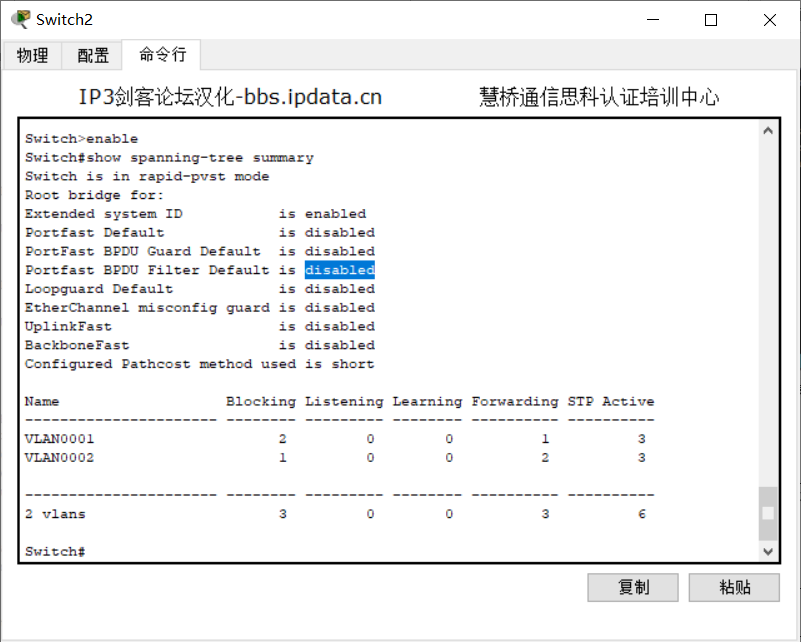 Switch2
物理 配置 命令行
IP3剑客论坛汉化-bbs.ipdata.cn 慧桥通信思科认证培训中心
Switch>enable
Switch#show spanning-tree summary
Switch is in rapid-pvst mode
Root bridge for:
Extended system ID           is enabled
Portfast Default             is disabled
PortFast BPDU Guard Default  is disabled
Portfast BPDU Filter Default is disabled
Loopguard Default            is disabled
EtherChannel misconfig guard is disabled
UplinkFast                   is disabled
BackboneFast                 is disabled
Configured Pathcost method used is short
Name                   Blocking Listening Learning Forwarding STP Active
---------------------- -------- --------- -------- ---------- ----------
VLAN0001                     2         0        0          1          3
VLAN0002                     1         0        0          2          3
---------------------- -------- --------- -------- ---------- ----------
2 vlans                      3         0        0          3          6
Switch#
复制 粘贴